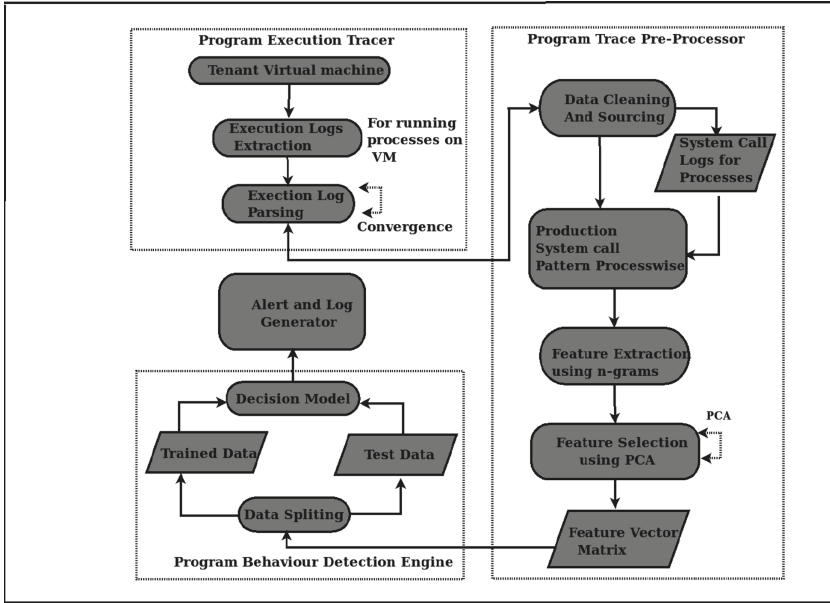 Program Execution Tracer
Tenant Virtual machine
Execution Logs
Extraction
For running
processes on
VM
Exection Log
Parsing
Convergence
Program Trace Pre-Processor
Data Cleaning
And Sourcing
System Call
Logs for
Processes
Production
System call
Pattern Processwise
Feature Extraction
using n-grams
PCA
Feature Selection
using PCA
Feature Vector
Matrix
Alert and Log
Generator
Decision Model
Trained Data
Test Data
Data Spliting
Program Behaviour Detection Engine